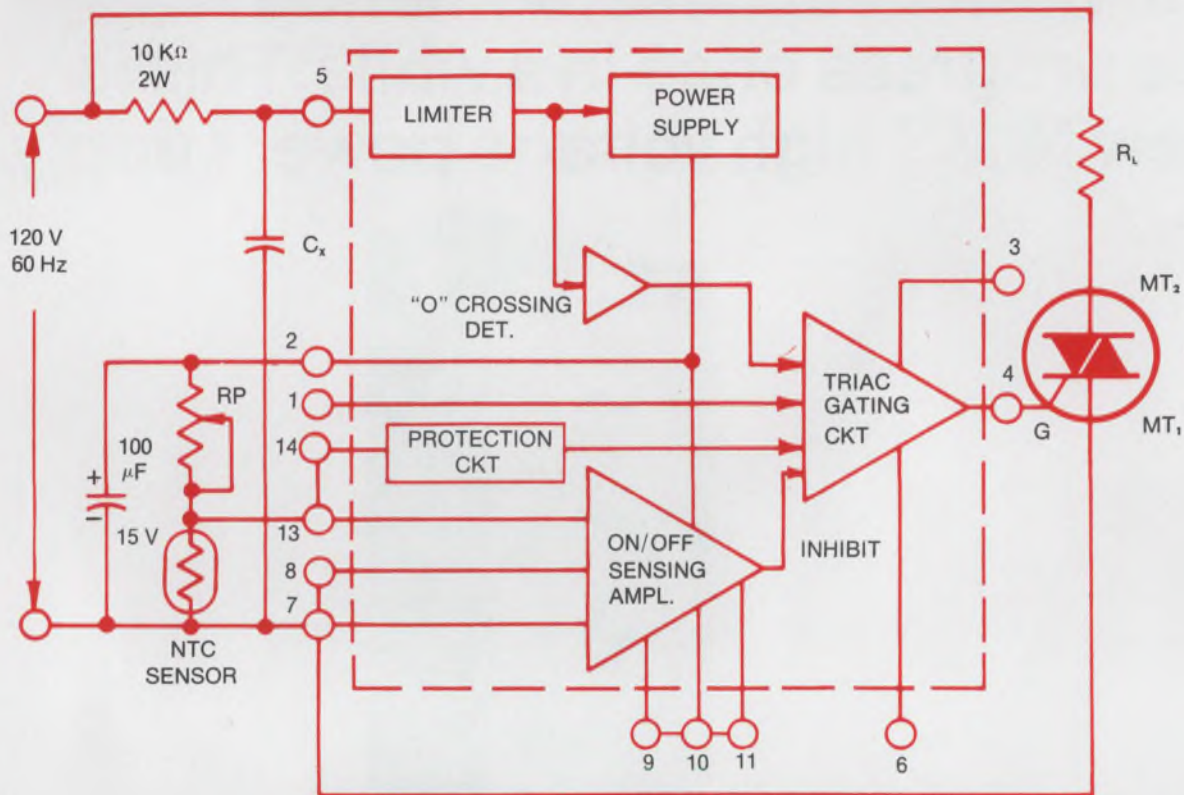 10 KΩ
2W
5
LIMITER
POWER
SUPPLY
R_L
120 V
60 Hz
C_x
3
MT₂
"O" CROSSING
DET.
2
RP
1
TRIAC
GATING
CKT
4
G
MT₁
14
PROTECTION
CKT
100
μF
+
−
15 V
13
ON/OFF
SENSING
AMPL.
INHIBIT
8
7
NTC
SENSOR
9
10
11
6